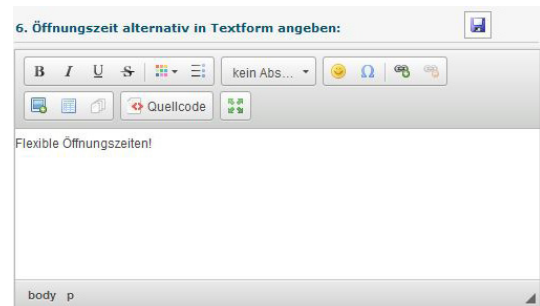 6. Öffnungszeit alternativ in Textform angeben:
B I U S kein Abs... Ω
Quellcode
Flexible Öffnungszeiten!
body p